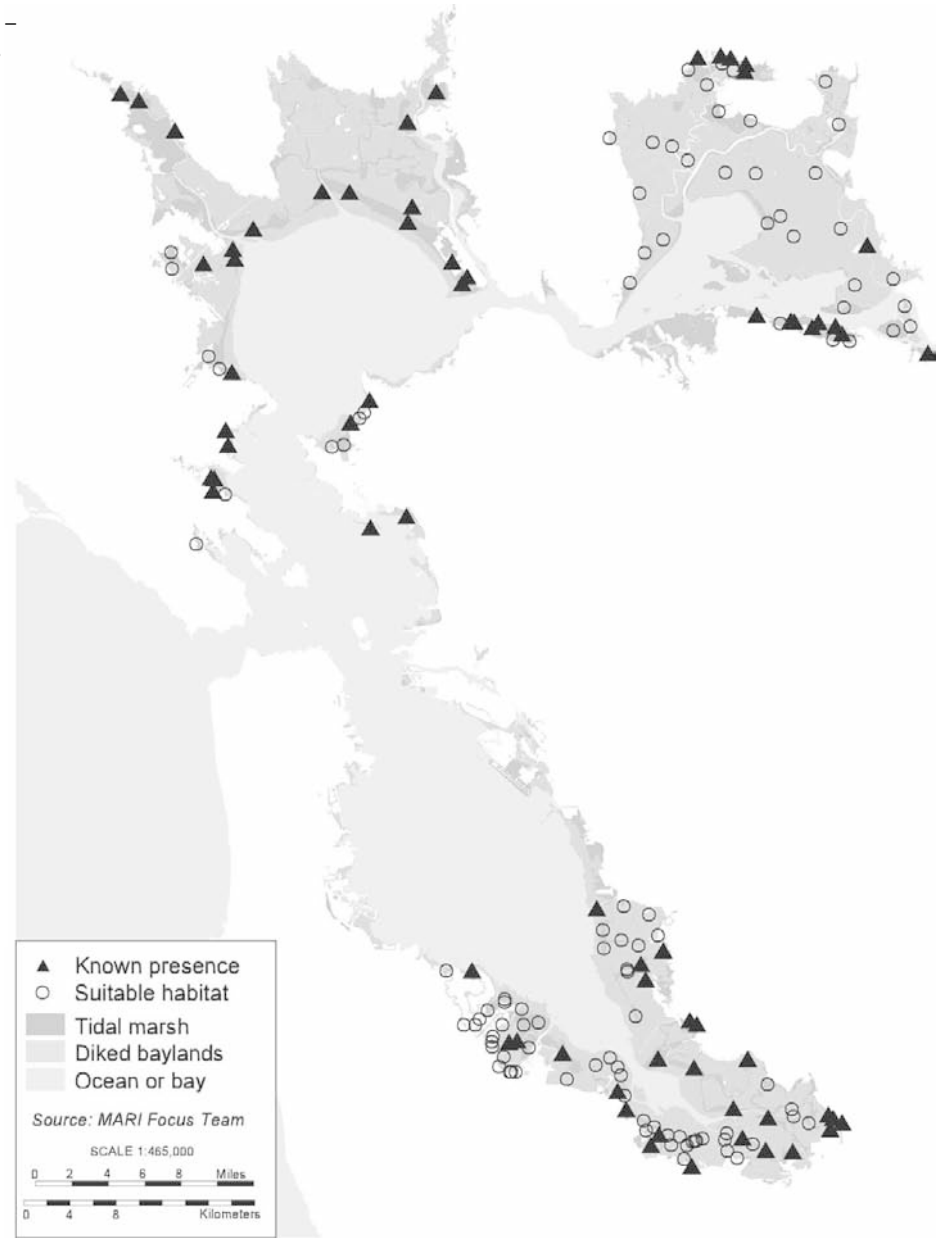 Known presence
Suitable habitat
Tidal marsh
Diked baylands
Ocean or bay
Source: MARI Focus Team
SCALE 1:465,000
0 2 4 6 8 Miles
0 4 8 Kilometers